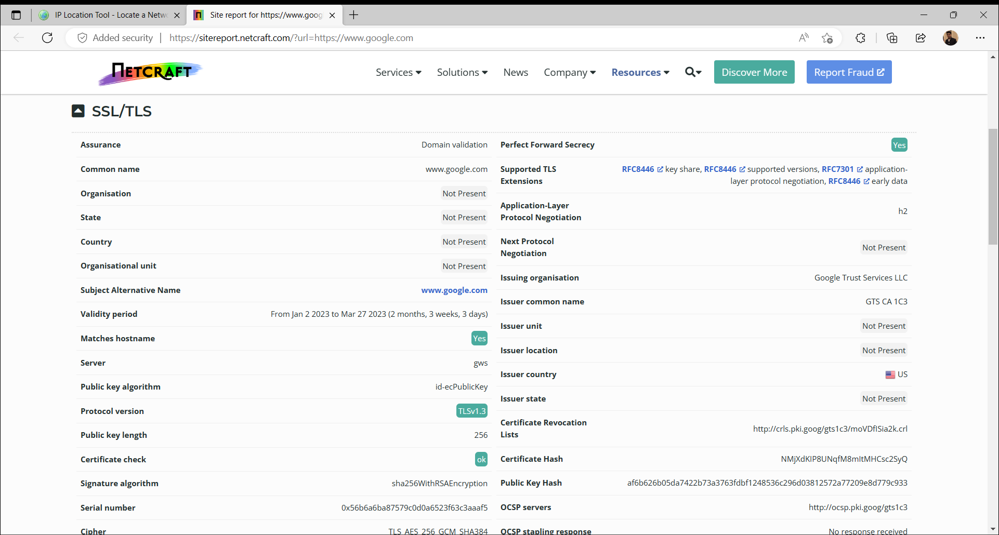 IP Location Tool - Locate a Netw
Site report for https://www.goog
Added security
https://sitereport.netcraft.com/?url=https://www.google.com
NETCRAFT
Services
Solutions
News
Company
Resources
Discover More
Report Fraud
SSL/TLS
Assurance
Domain validation
Common name
www.google.com
Organisation
Not Present
State
Not Present
Country
Not Present
Organisational unit
Not Present
Subject Alternative Name
www.google.com
Validity period
From Jan 2 2023 to Mar 27 2023 (2 months, 3 weeks, 3 days)
Matches hostname
Yes
Server
gws
Public key algorithm
id-ecPublicKey
Protocol version
TLSv1.3
Public key length
256
Certificate check
ok
Signature algorithm
sha256WithRSAEncryption
Serial number
0x56b6a6ba87579c0d0a6523f63c3aaaf5
Cipher
TLS_AES_256_GCM_SHA384
Perfect Forward Secrecy
Yes
Supported TLS
Extensions
RFC8446 key share, RFC8446 supported versions, RFC7301 application-
layer protocol negotiation, RFC8446 early data
Application-Layer
Protocol Negotiation
h2
Next Protocol
Negotiation
Not Present
Issuing organisation
Google Trust Services LLC
Issuer common name
GTS CA 1C3
Issuer unit
Not Present
Issuer location
Not Present
Issuer country
US
Issuer state
Not Present
Certificate Revocation
Lists
http://crls.pki.goog/gts1c3/moVDfISia2k.crl
Certificate Hash
NMjXdKIP8UNqfM8mItMHCsc2SyQ
Public Key Hash
af6b626b05da7422b73a3763fdbf1248536c296d03812572a77209e8d779c933
OCSP servers
http://ocsp.pki.goog/gts1c3
OCSP stapling response
No response received